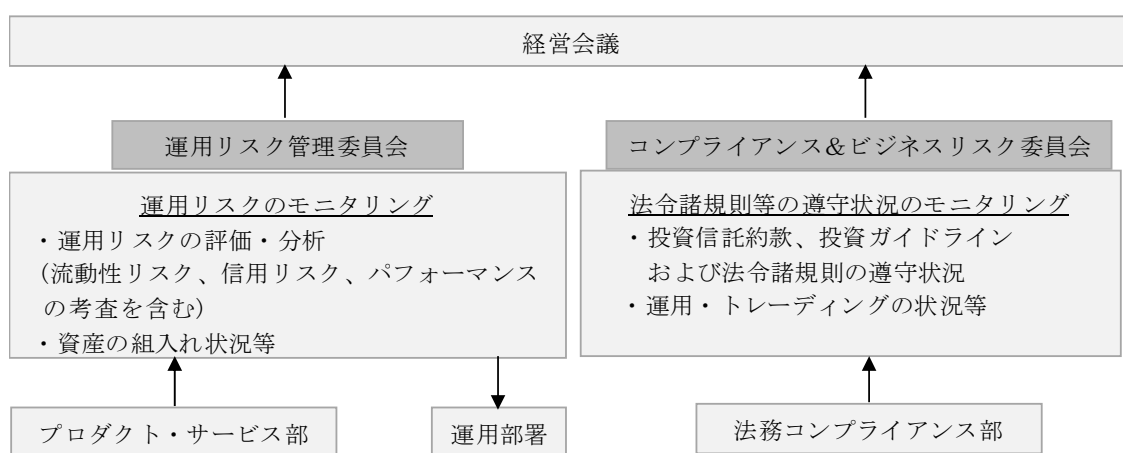 経営会議
運用リスク管理委員会
運用リスクのモニタリング
・運用リスクの評価・分析
(流動性リスク、信用リスク、パフォーマンス
の考査を含む)
・資産の組入れ状況等
コンプライアンス&ビジネスリスク委員会
法令諸規則等の遵守状況のモニタリング
・投資信託約款、投資ガイドライン
および法令諸規則の遵守状況
・運用・トレーディングの状況等
プロダクト・サービス部
運用部署
法務コンプライアンス部